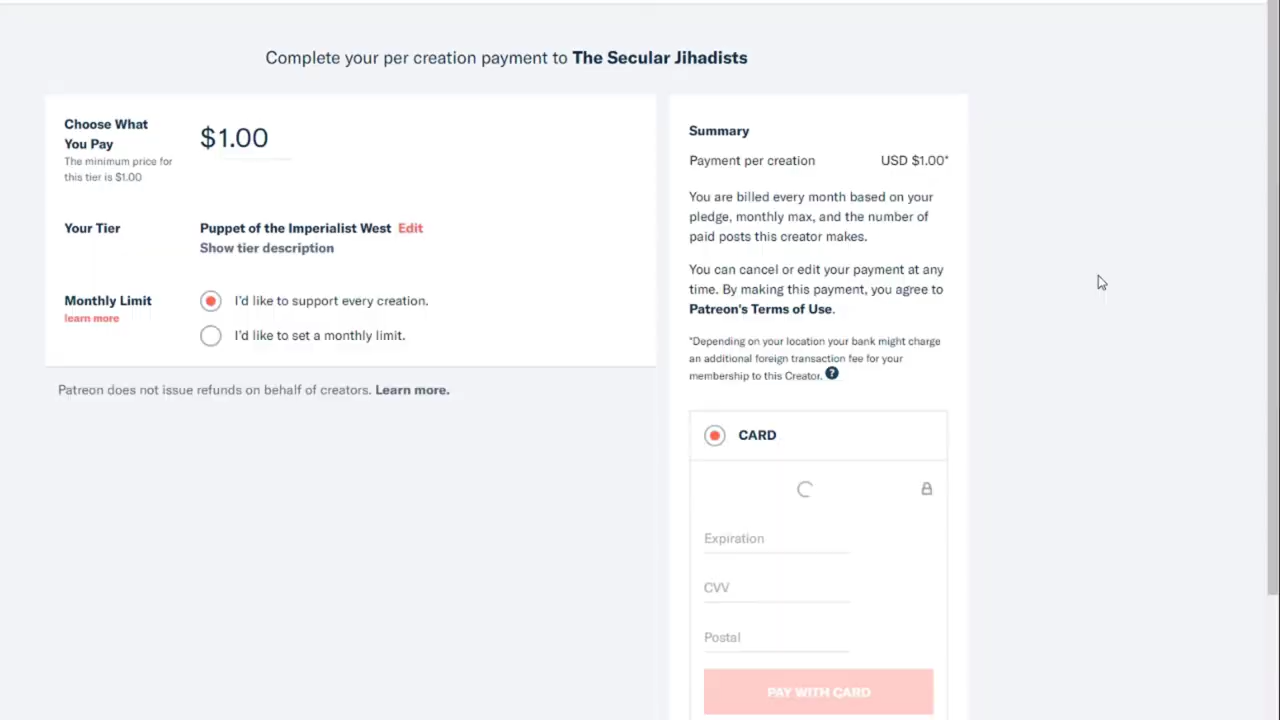 Complete your per creation payment to The Secular Jihadists
Choose What
You Pay
The minimum price for
this tier is $1.00
$1.00
Your Tier
Puppet of the Imperialist West Edit
Show tier description
Monthly Limit
learn more
I'd like to support every creation.
I'd like to set a monthly limit.
Patreon does not issue refunds on behalf of creators. Learn more.
Summary
Payment per creation USD $1.00*
You are billed every month based on your
pledge, monthly max, and the number of
paid posts this creator makes.
You can cancel or edit your payment at any
time. By making this payment, you agree to
Patreon's Terms of Use.
*Depending on your location your bank might charge
an additional foreign transaction fee for your
membership to this Creator. ?
CARD
Expiration
CVV
Postal
PAY WITH CARD